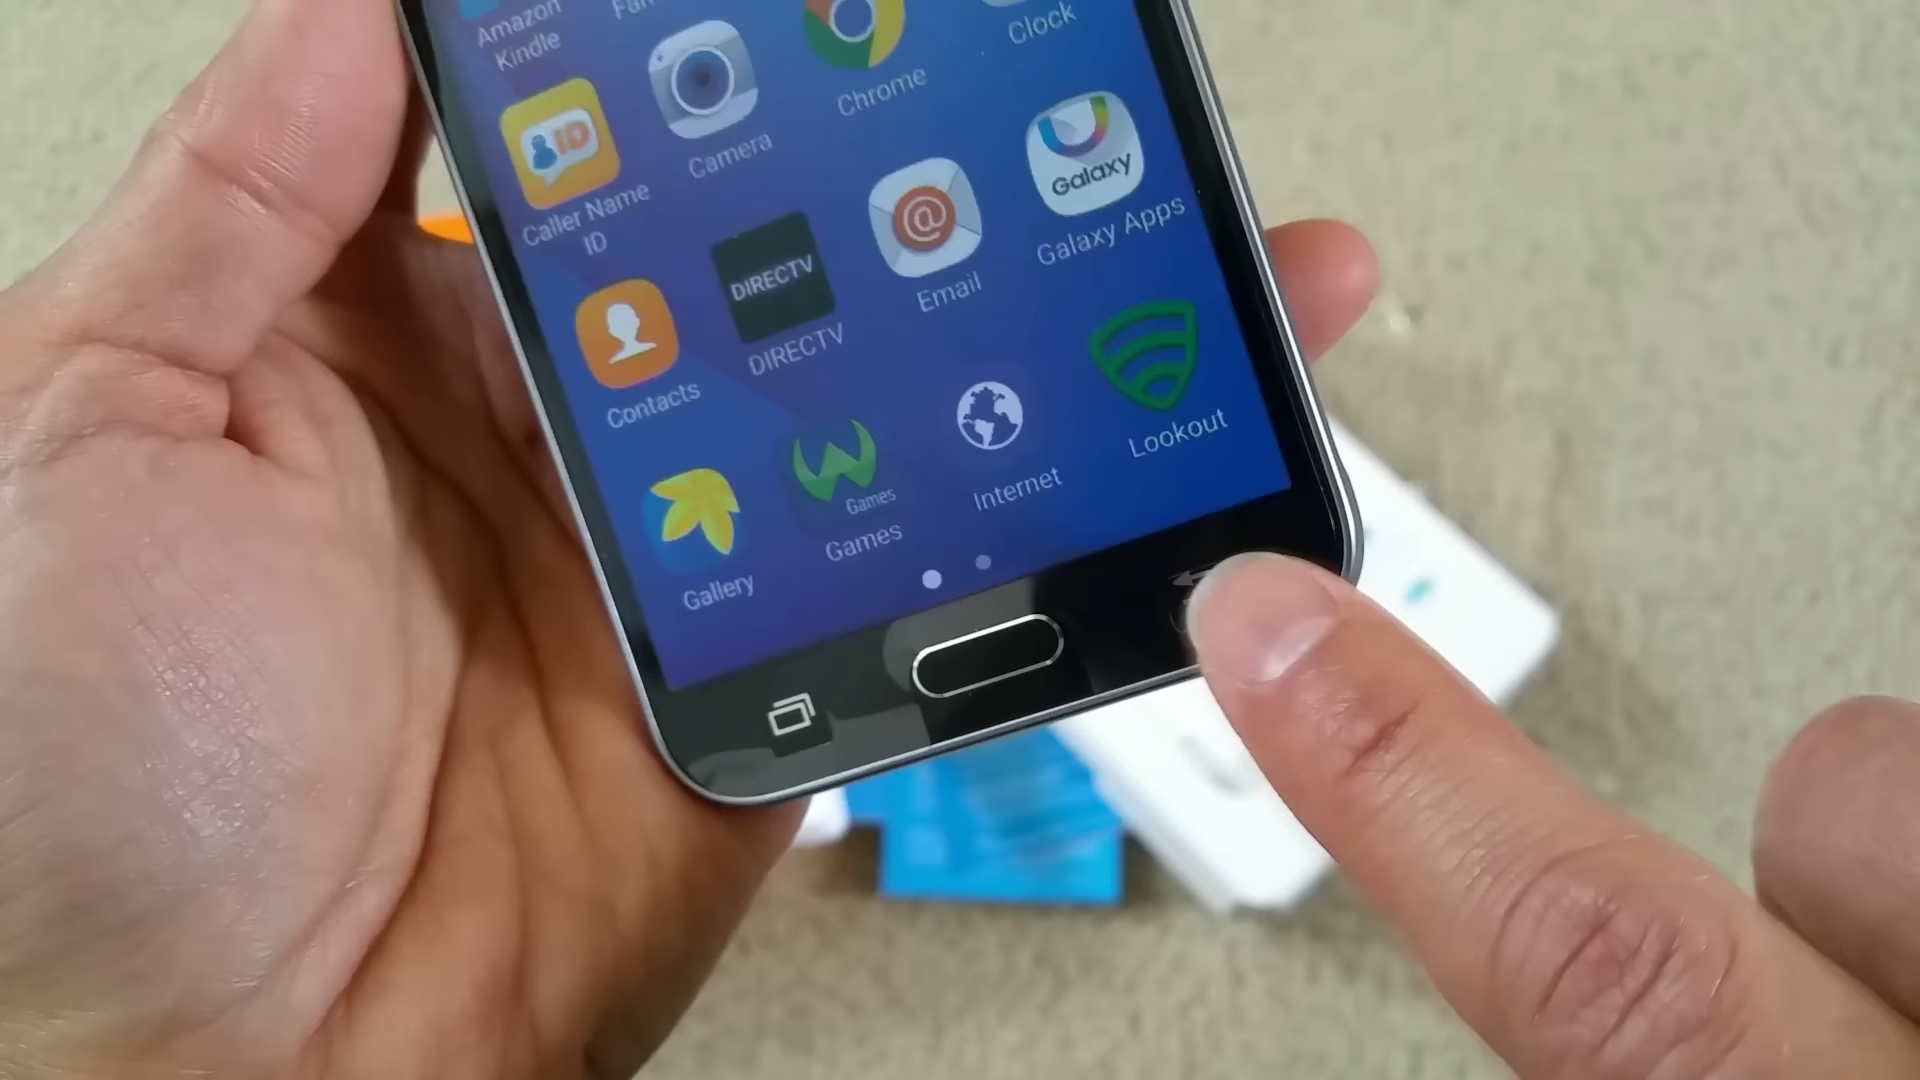 Amazon
Kindle
Camera
Chrome
Clock
ID
Caller Name
ID
DIRECTV
DIRECTV
@
Email
Galaxy
Galaxy Apps
Contacts
Gallery
Games
Games
Internet
Lookout